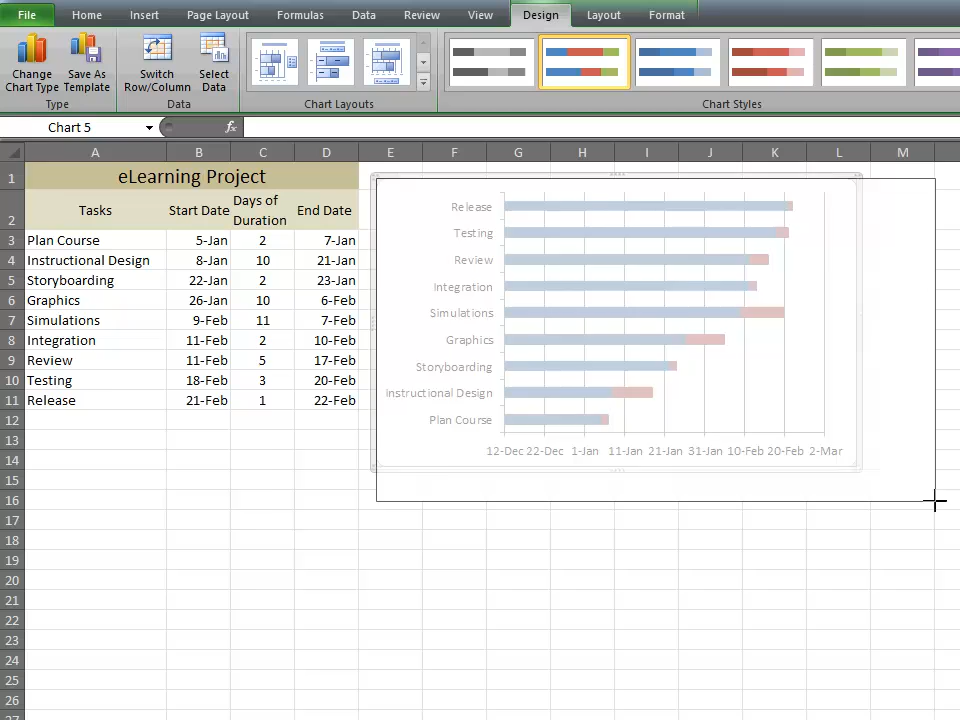 File Home Insert Page Layout Formulas Data Review View Design Layout Format
Change Chart Type Save As Template Switch Row/Column Select Data
Type Data Chart Layouts Chart Styles
Chart 5 fx
A B C D E F G H I J K L M
1 eLearning Project
2 Tasks Start Date Days of Duration End Date
3 Plan Course 5-Jan 2 7-Jan
4 Instructional Design 8-Jan 10 21-Jan
5 Storyboarding 22-Jan 2 23-Jan
6 Graphics 26-Jan 10 6-Feb
7 Simulations 9-Feb 11 7-Feb
8 Integration 11-Feb 2 10-Feb
9 Review 11-Feb 5 17-Feb
10 Testing 18-Feb 3 20-Feb
11 Release 21-Feb 1 22-Feb
12
13
14
15
16
17
18
19
20
21
22
23
24
25
26
27
Release
Testing
Review
Integration
Simulations
Graphics
Storyboarding
Instructional Design
Plan Course
12-Dec 22-Dec 1-Jan 11-Jan 21-Jan 31-Jan 10-Feb 20-Feb 2-Mar